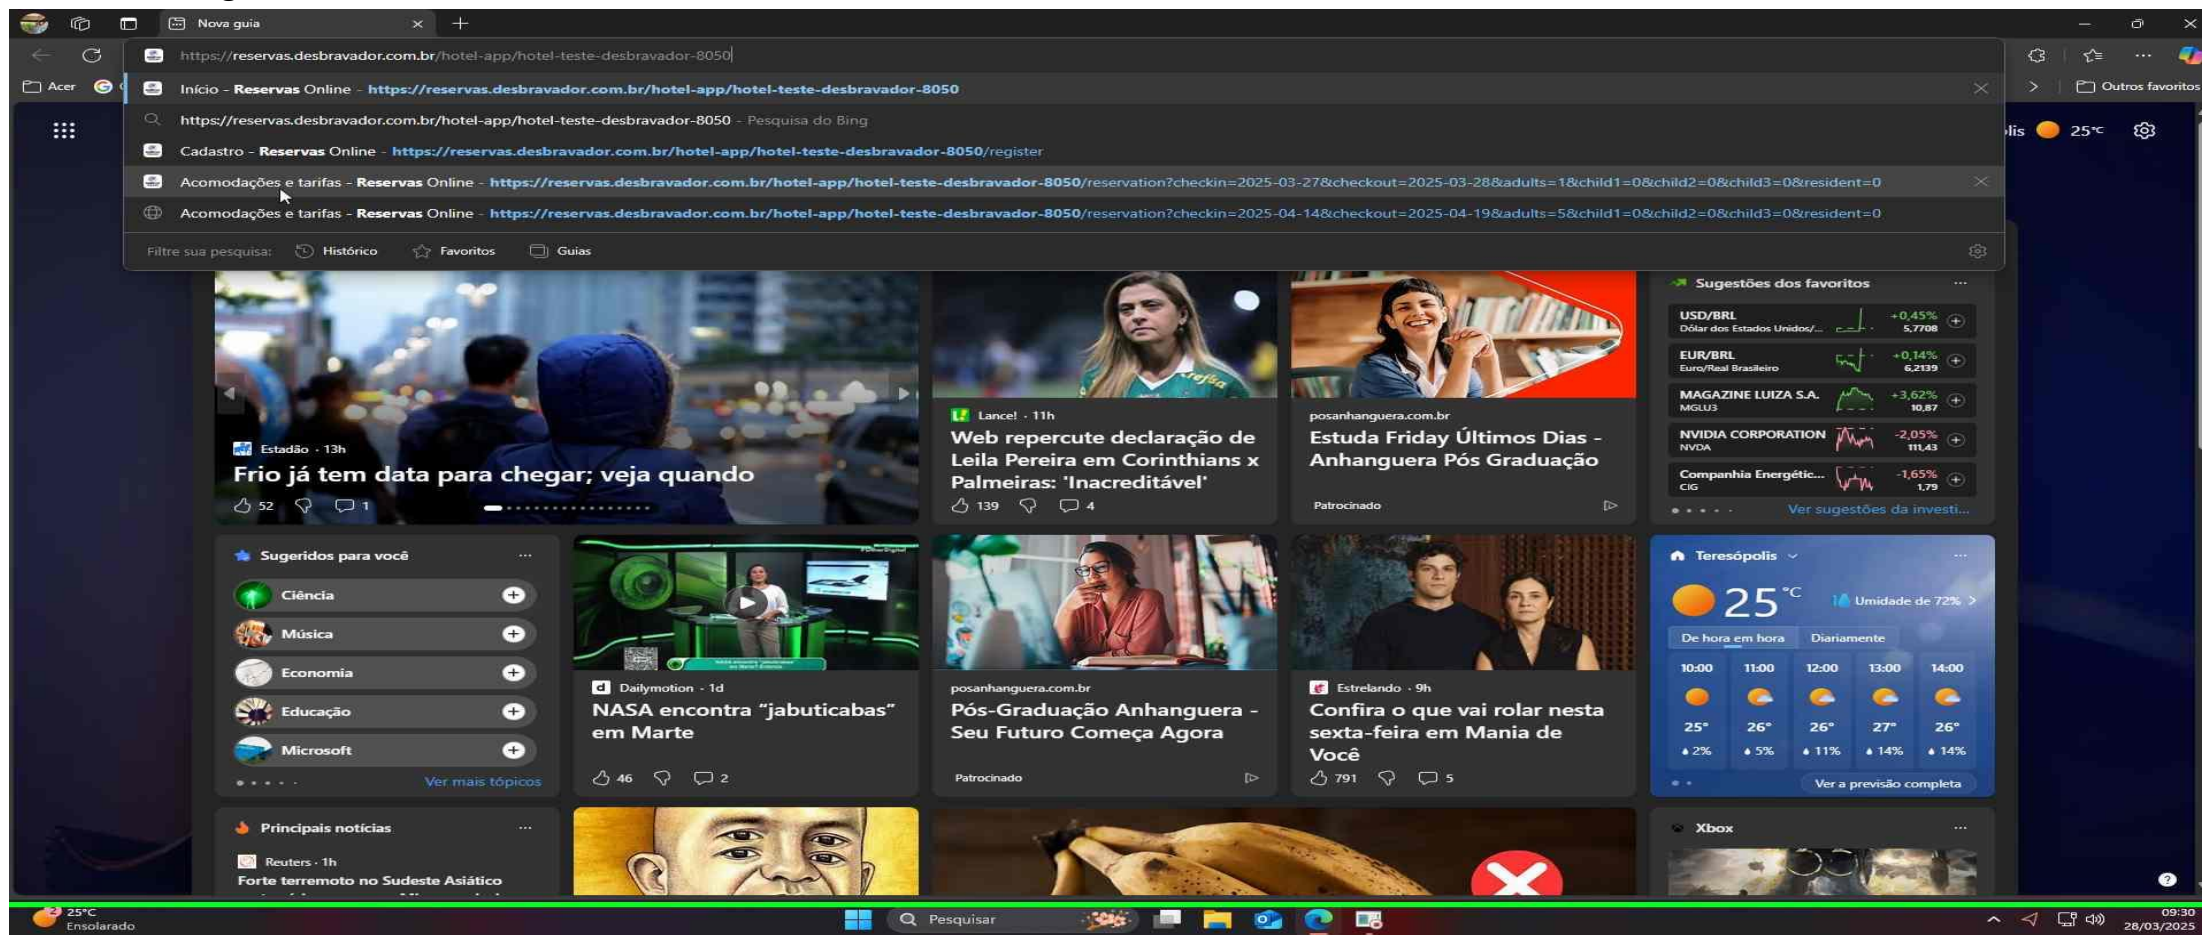 Nova guia
https://reservas.desbravador.com.br/hotel-app/hotel-teste-desbravador-8050
Acer
Início - Reservas Online - https://reservas.desbravador.com.br/hotel-app/hotel-teste-desbravador-8050
Outros favoritos
https://reservas.desbravador.com.br/hotel-app/hotel-teste-desbravador-8050 - Pesquisa do Bing
25°C
Cadastro - Reservas Online - https://reservas.desbravador.com.br/hotel-app/hotel-teste-desbravador-8050/register
Acomodações e tarifas - Reservas Online - https://reservas.desbravador.com.br/hotel-app/hotel-teste-desbravador-8050/reservation?checkin=2025-03-27&checkout=2025-03-28&adults=1&child1=0&child2=0&child3=0&resident=0
Acomodações e tarifas - Reservas Online - https://reservas.desbravador.com.br/hotel-app/hotel-teste-desbravador-8050/reservation?checkin=2025-04-14&checkout=2025-04-19&adults=5&child1=0&child2=0&child3=0&resident=0
Filtre sua pesquisa: Histórico Favoritos Guias
Estadão · 13h
Frio já tem data para chegar; veja quando
52 1
Lance! · 11h
Web repercute declaração de
Leila Pereira em Corinthians x
Palmeiras: 'Inacreditável'
139 4
posanhanguera.com.br
Estuda Friday Últimos Dias -
Anhanguera Pós Graduação
Patrocinado
Sugestões dos favoritos
USD/BRL +0,45%
Dólar dos Estados Unidos/... 5,7708
EUR/BRL +0,14%
Euro/Real Brasileiro 6,2139
MAGAZINE LUIZA S.A. +3,62%
MGLU3 10,87
NVIDIA CORPORATION -2,05%
NVDA 111,43
Companhia Energétic... -1,65%
CIG 1,79
Ver sugestões da investi...
Sugeridos para você
Ciência
Música
Economia
Educação
Microsoft
Ver mais tópicos
Dailymotion · 1d
NASA encontra “jabuticabas”
em Marte
46 2
posanhanguera.com.br
Pós-Graduação Anhanguera -
Seu Futuro Começa Agora
Patrocinado
Estrelando · 9h
Confira o que vai rolar nesta
sexta-feira em Mania de
Você
791 5
Teresópolis
25°C Umidade de 72%
De hora em hora Diariamente
10:00 11:00 12:00 13:00 14:00
25° 26° 26° 27° 26°
2% 5% 11% 14% 14%
Ver a previsão completa
Principais notícias
Reuters · 1h
Forte terremoto no Sudeste Asiático
Xbox
25°C
Ensolarado
Pesquisar
09:30
28/03/2025